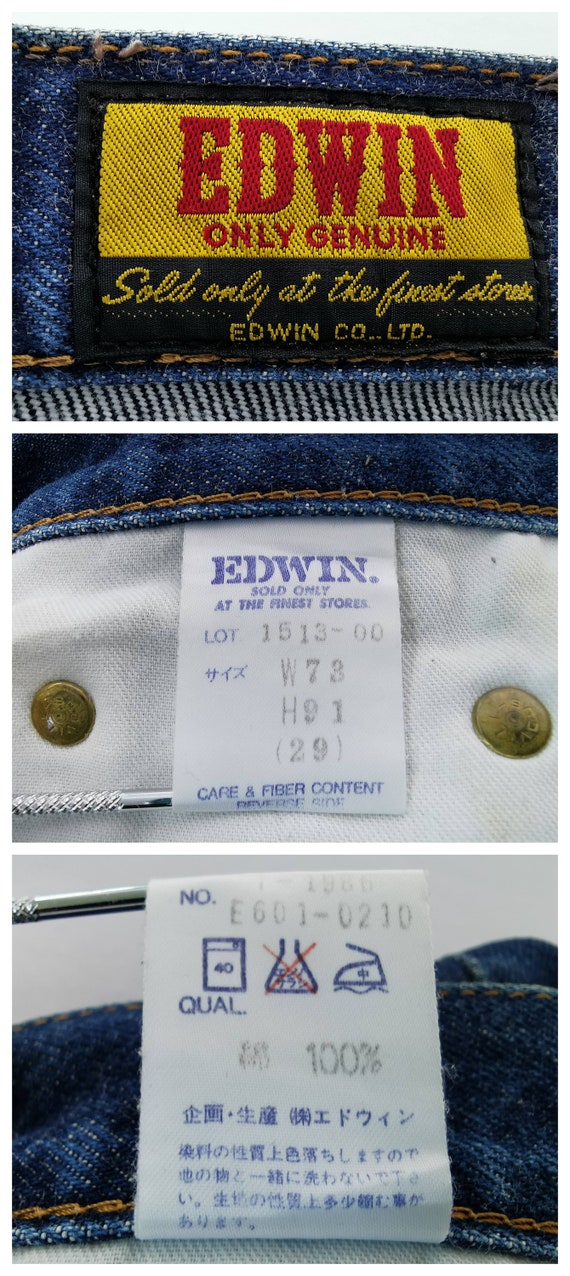 EDWIN
ONLY GENUINE
Sold only at the finest stores
EDWIN CO.,LTD.
EDWIN.
SOLD ONLY
AT THE FINEST STORES.
LOT 1513-00
サイズ W73
H91
(29)
CARE & FIBER CONTENT
REVERSE SIDE
NO.
E601-0210
40
中
QUAL.
綿 100%
企画・生産 ㈱エドウィン
染料の性質上色落ちしますので
他の物と一緒に洗わないで下さ
い。生地の性質上多少縮む事が
あります。